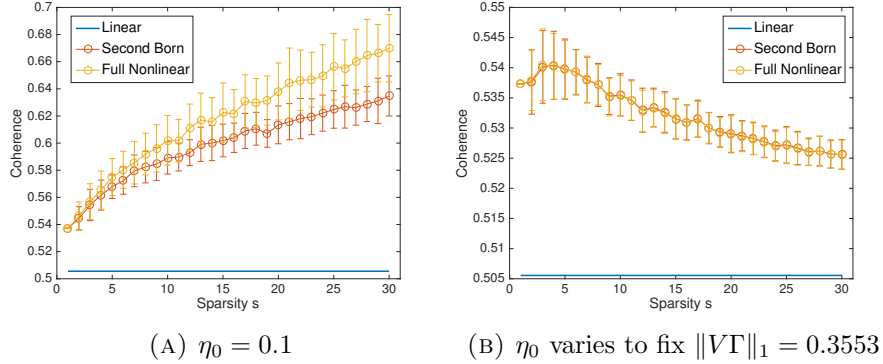 0.7
0.68
0.66
0.64
0.62
0.6
0.58
0.56
0.54
0.52
0.5
Coherence
Linear
Second Born
Full Nonlinear
0 5 10 15 20 25 30
Sparsity s
(A) η₀ = 0.1
0.55
0.545
0.54
0.535
0.53
0.525
0.52
0.515
0.51
0.505
Coherence
Linear
Second Born
Full Nonlinear
0 5 10 15 20 25 30
Sparsity s
(B) η₀ varies to fix ‖VΓ‖₁ = 0.3553